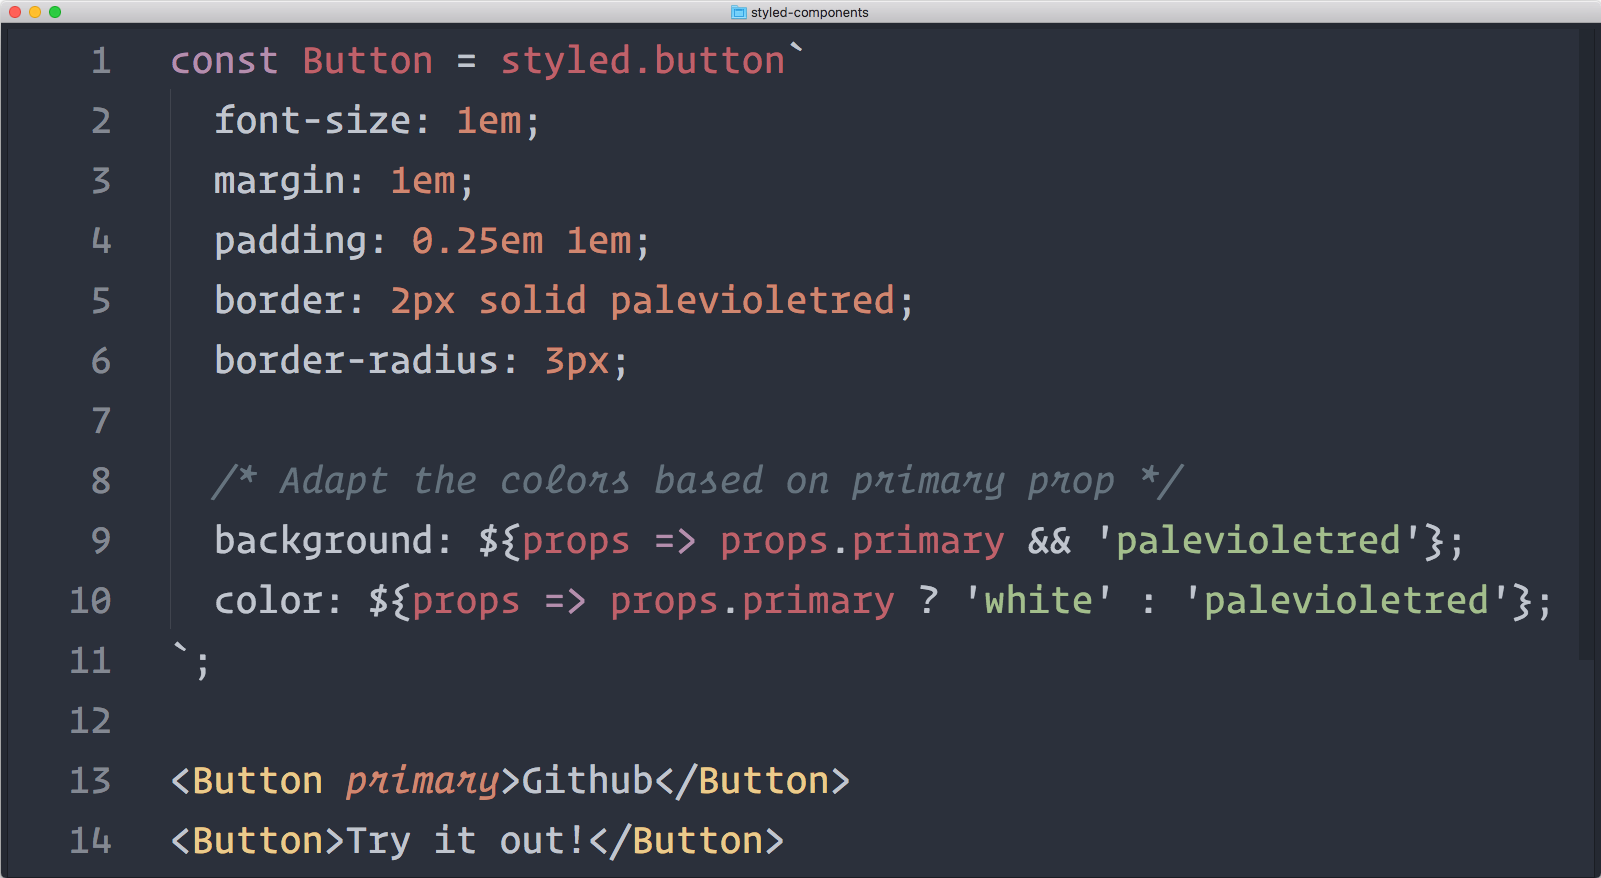 styled-components
1 const Button = styled.button`
2   font-size: 1em;
3   margin: 1em;
4   padding: 0.25em 1em;
5   border: 2px solid palevioletred;
6   border-radius: 3px;
7
8   /* Adapt the colors based on primary prop */
9   background: ${props => props.primary && 'palevioletred'};
10   color: ${props => props.primary ? 'white' : 'palevioletred'};
11 `;
12
13 <Button primary>Github</Button>
14 <Button>Try it out!</Button>